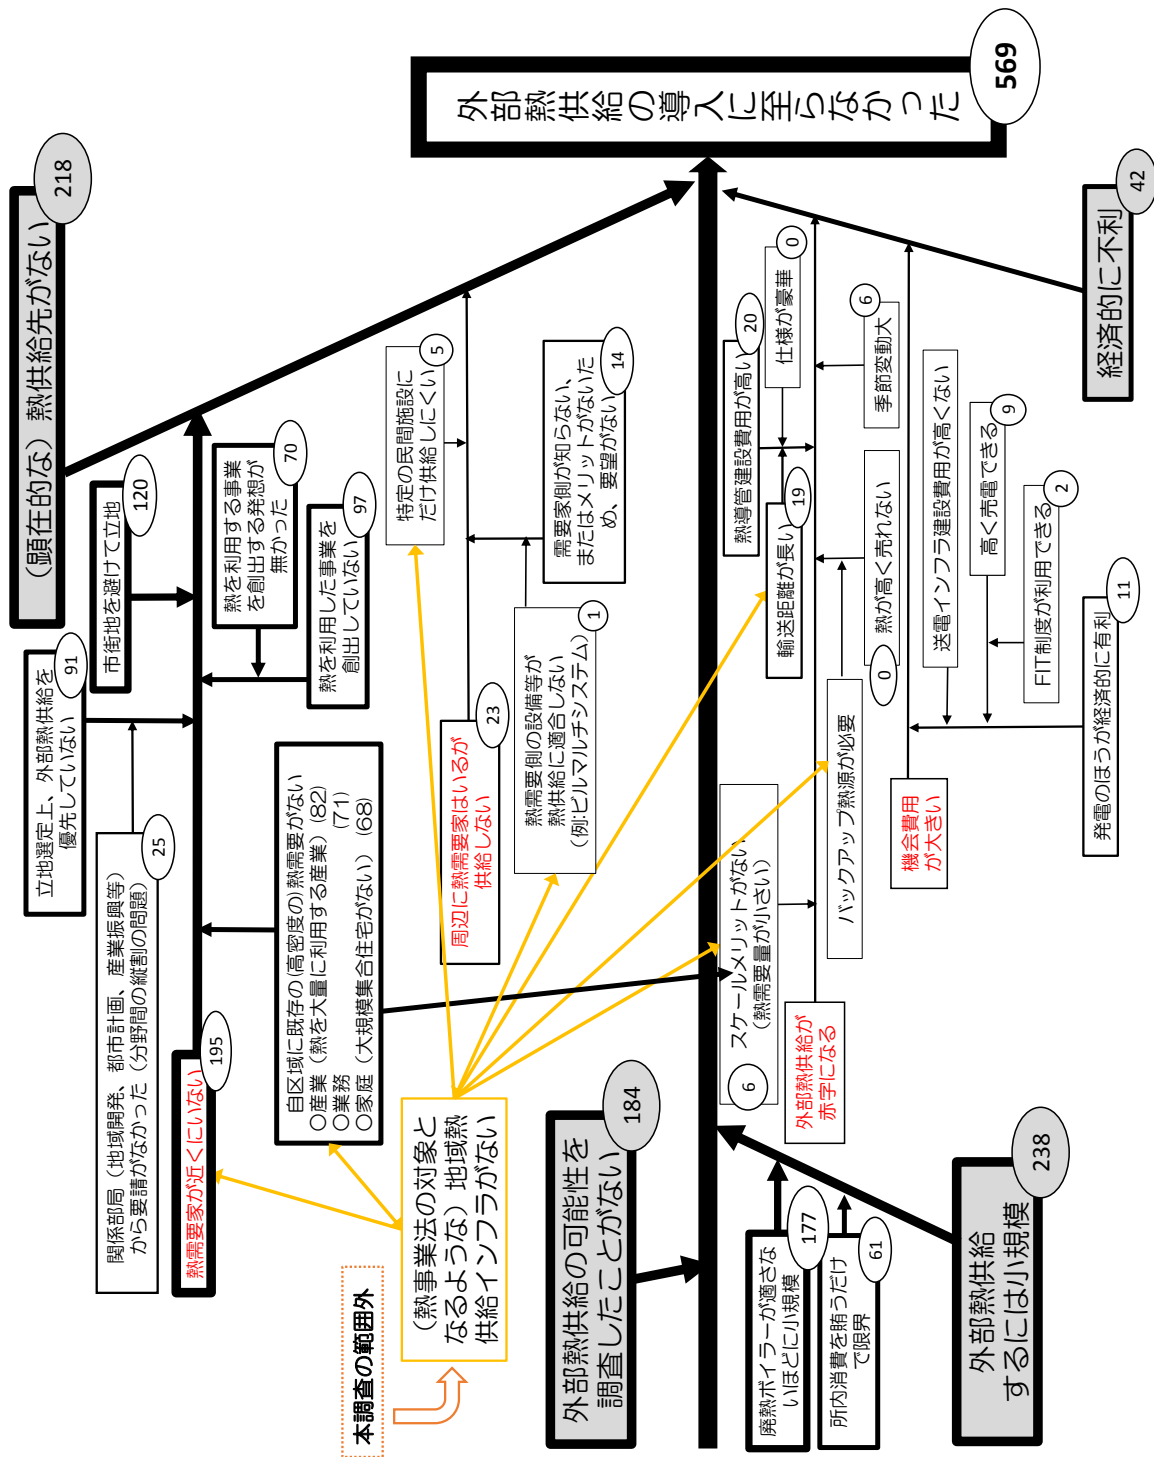 (顕在的な) 熱供給先がない
218
立地選定上、外部熱供給を
優先していない
91
市街地を避けて立地
120
関係部局（地域開発、都市計画、産業振興等）
から要請がなかった（分野間の縦割の問題）
25
熱需要家が近くにいない
195
熱を利用する事業
を創出する発想が
無かった
70
熱を利用した事業を
創出していない
97
自区域に既存の(高密度の)熱需要がない
○産業（熱を大量に利用する産業）(82)
○業務 (71)
○家庭（大規模集合住宅がない）(68)
特定の民間施設に
だけ供給しにくい
5
周辺に熱需要家はいるが
供給しない
23
熱需要側の設備等が
熱供給に適合しない
(例:ビルマルチシステム)
1
需要家側が知らない、
またはメリットがないた
め、要望がない
14
本調査の範囲外
(熱事業法の対象と
なるような）地域熱
供給インフラがない
外部熱供給の可能性を
調査したことがない
184
外部熱供給の導入に至らなかった
569
廃熱ボイラーが適さな
いほどに小規模
177
所内消費を賄うだけ
で限界
61
外部熱供給
するには小規模
238
スケールメリットがない
(熱需要量が小さい)
6
外部熱供給が
赤字になる
熱導管建設費用が高い
20
輸送距離が長い
19
仕様が豪華
0
バックアップ熱源が必要
0
熱が高く売れない
季節変動大
6
機会費用
が大きい
送電インフラ建設費用が高くない
高く売電できる
9
FIT制度が利用できる
2
発電のほうが経済的に有利
11
経済的に不利
42